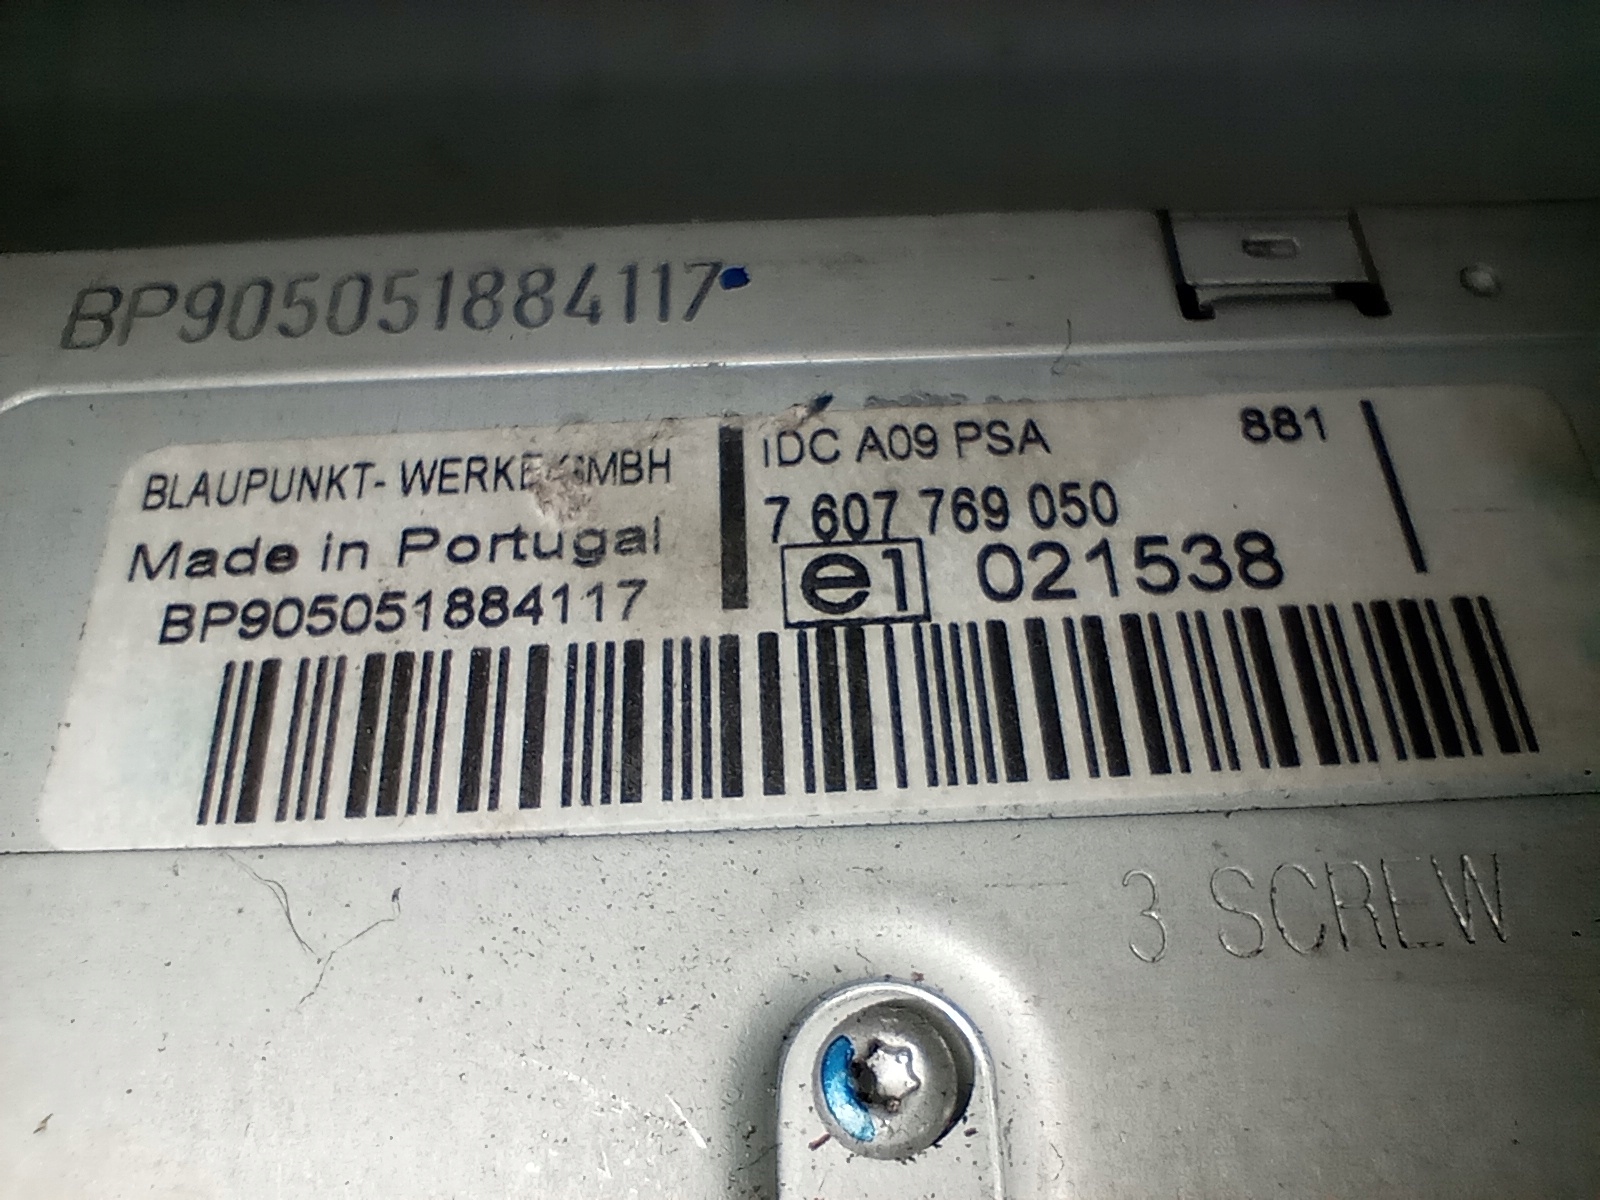 BP905051884117
BLAUPUNKT-WERKE GMBH
Made in Portugal
BP905051884117
IDC A09 PSA
881
7 607 769 050
e1 021538
3 SCREW